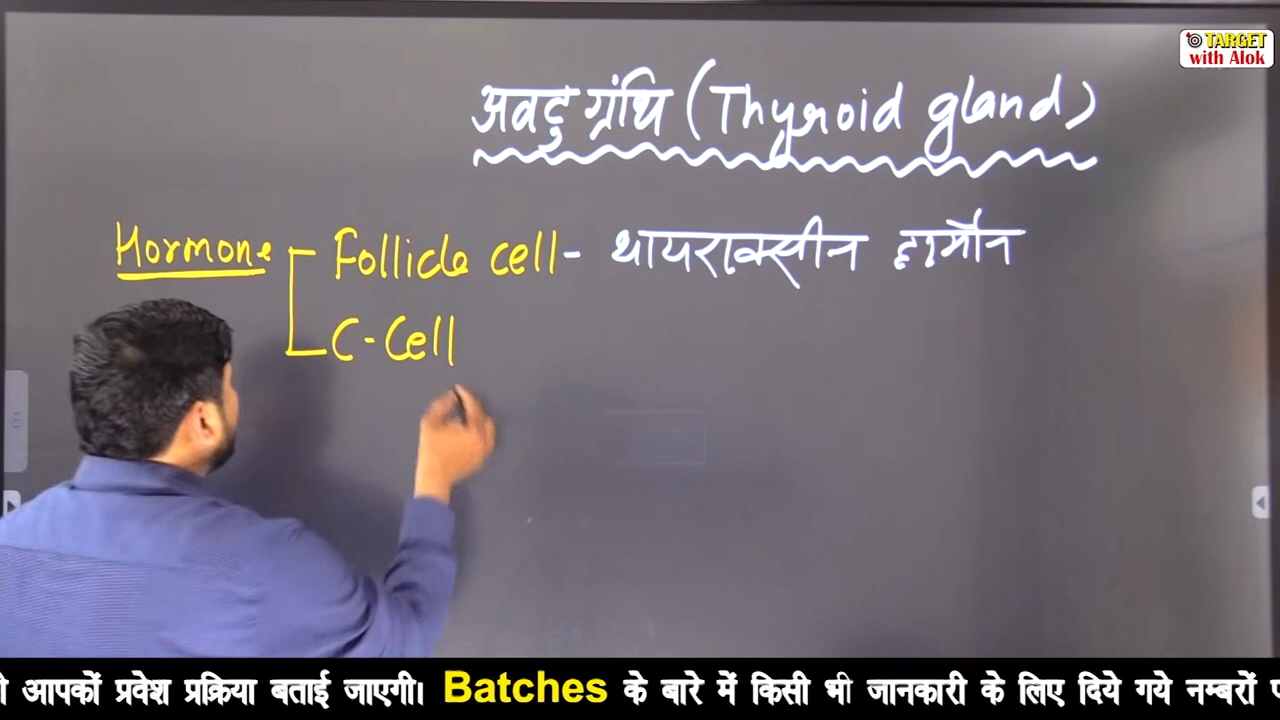 TARGET
with Alok
अवटु ग्रंथि (Thyroid gland)
Hormone Follicle cell - थायराक्सीन हार्मोन
C-Cell
आपकों प्रवेश प्रक्रिया बताई जाएगी। Batches के बारे में किसी भी जानकारी के लिए दिये गये नम्बरों